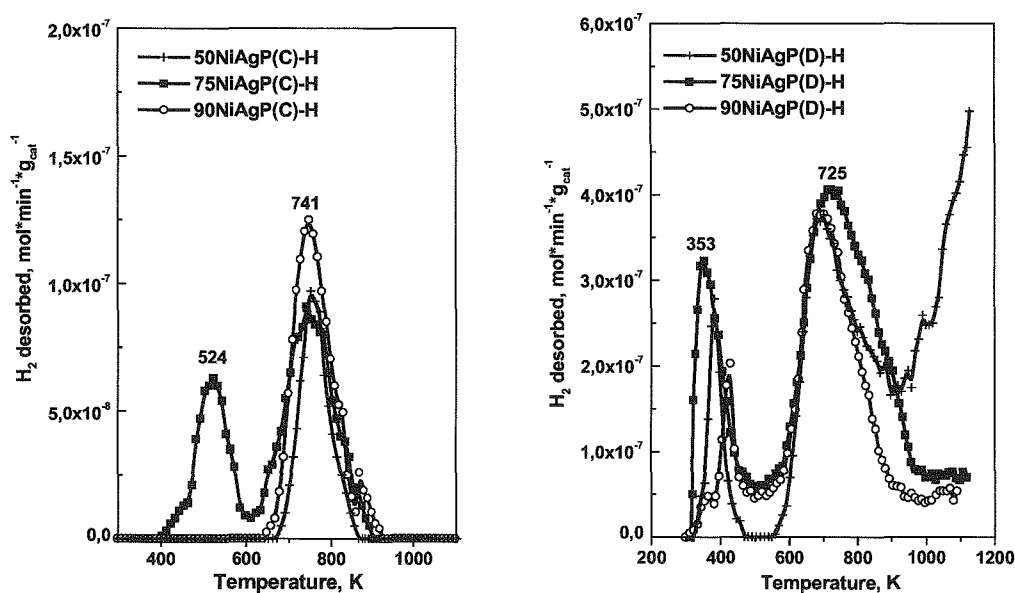 2,0x10⁻⁷
1,5x10⁻⁷
1,0x10⁻⁷
5,0x10⁻⁸
0,0
H₂ desorbed, mol*min⁻¹*g_cat⁻¹
50NiAgP(C)-H
75NiAgP(C)-H
90NiAgP(C)-H
524
741
400 600 800 1000
Temperature, K
6,0x10⁻⁷
5,0x10⁻⁷
4,0x10⁻⁷
3,0x10⁻⁷
2,0x10⁻⁷
1,0x10⁻⁷
0,0
H₂ desorbed, mol*min⁻¹*g_cat⁻¹
50NiAgP(D)-H
75NiAgP(D)-H
90NiAgP(D)-H
353
725
200 400 600 800 1000 1200
Temperature, K